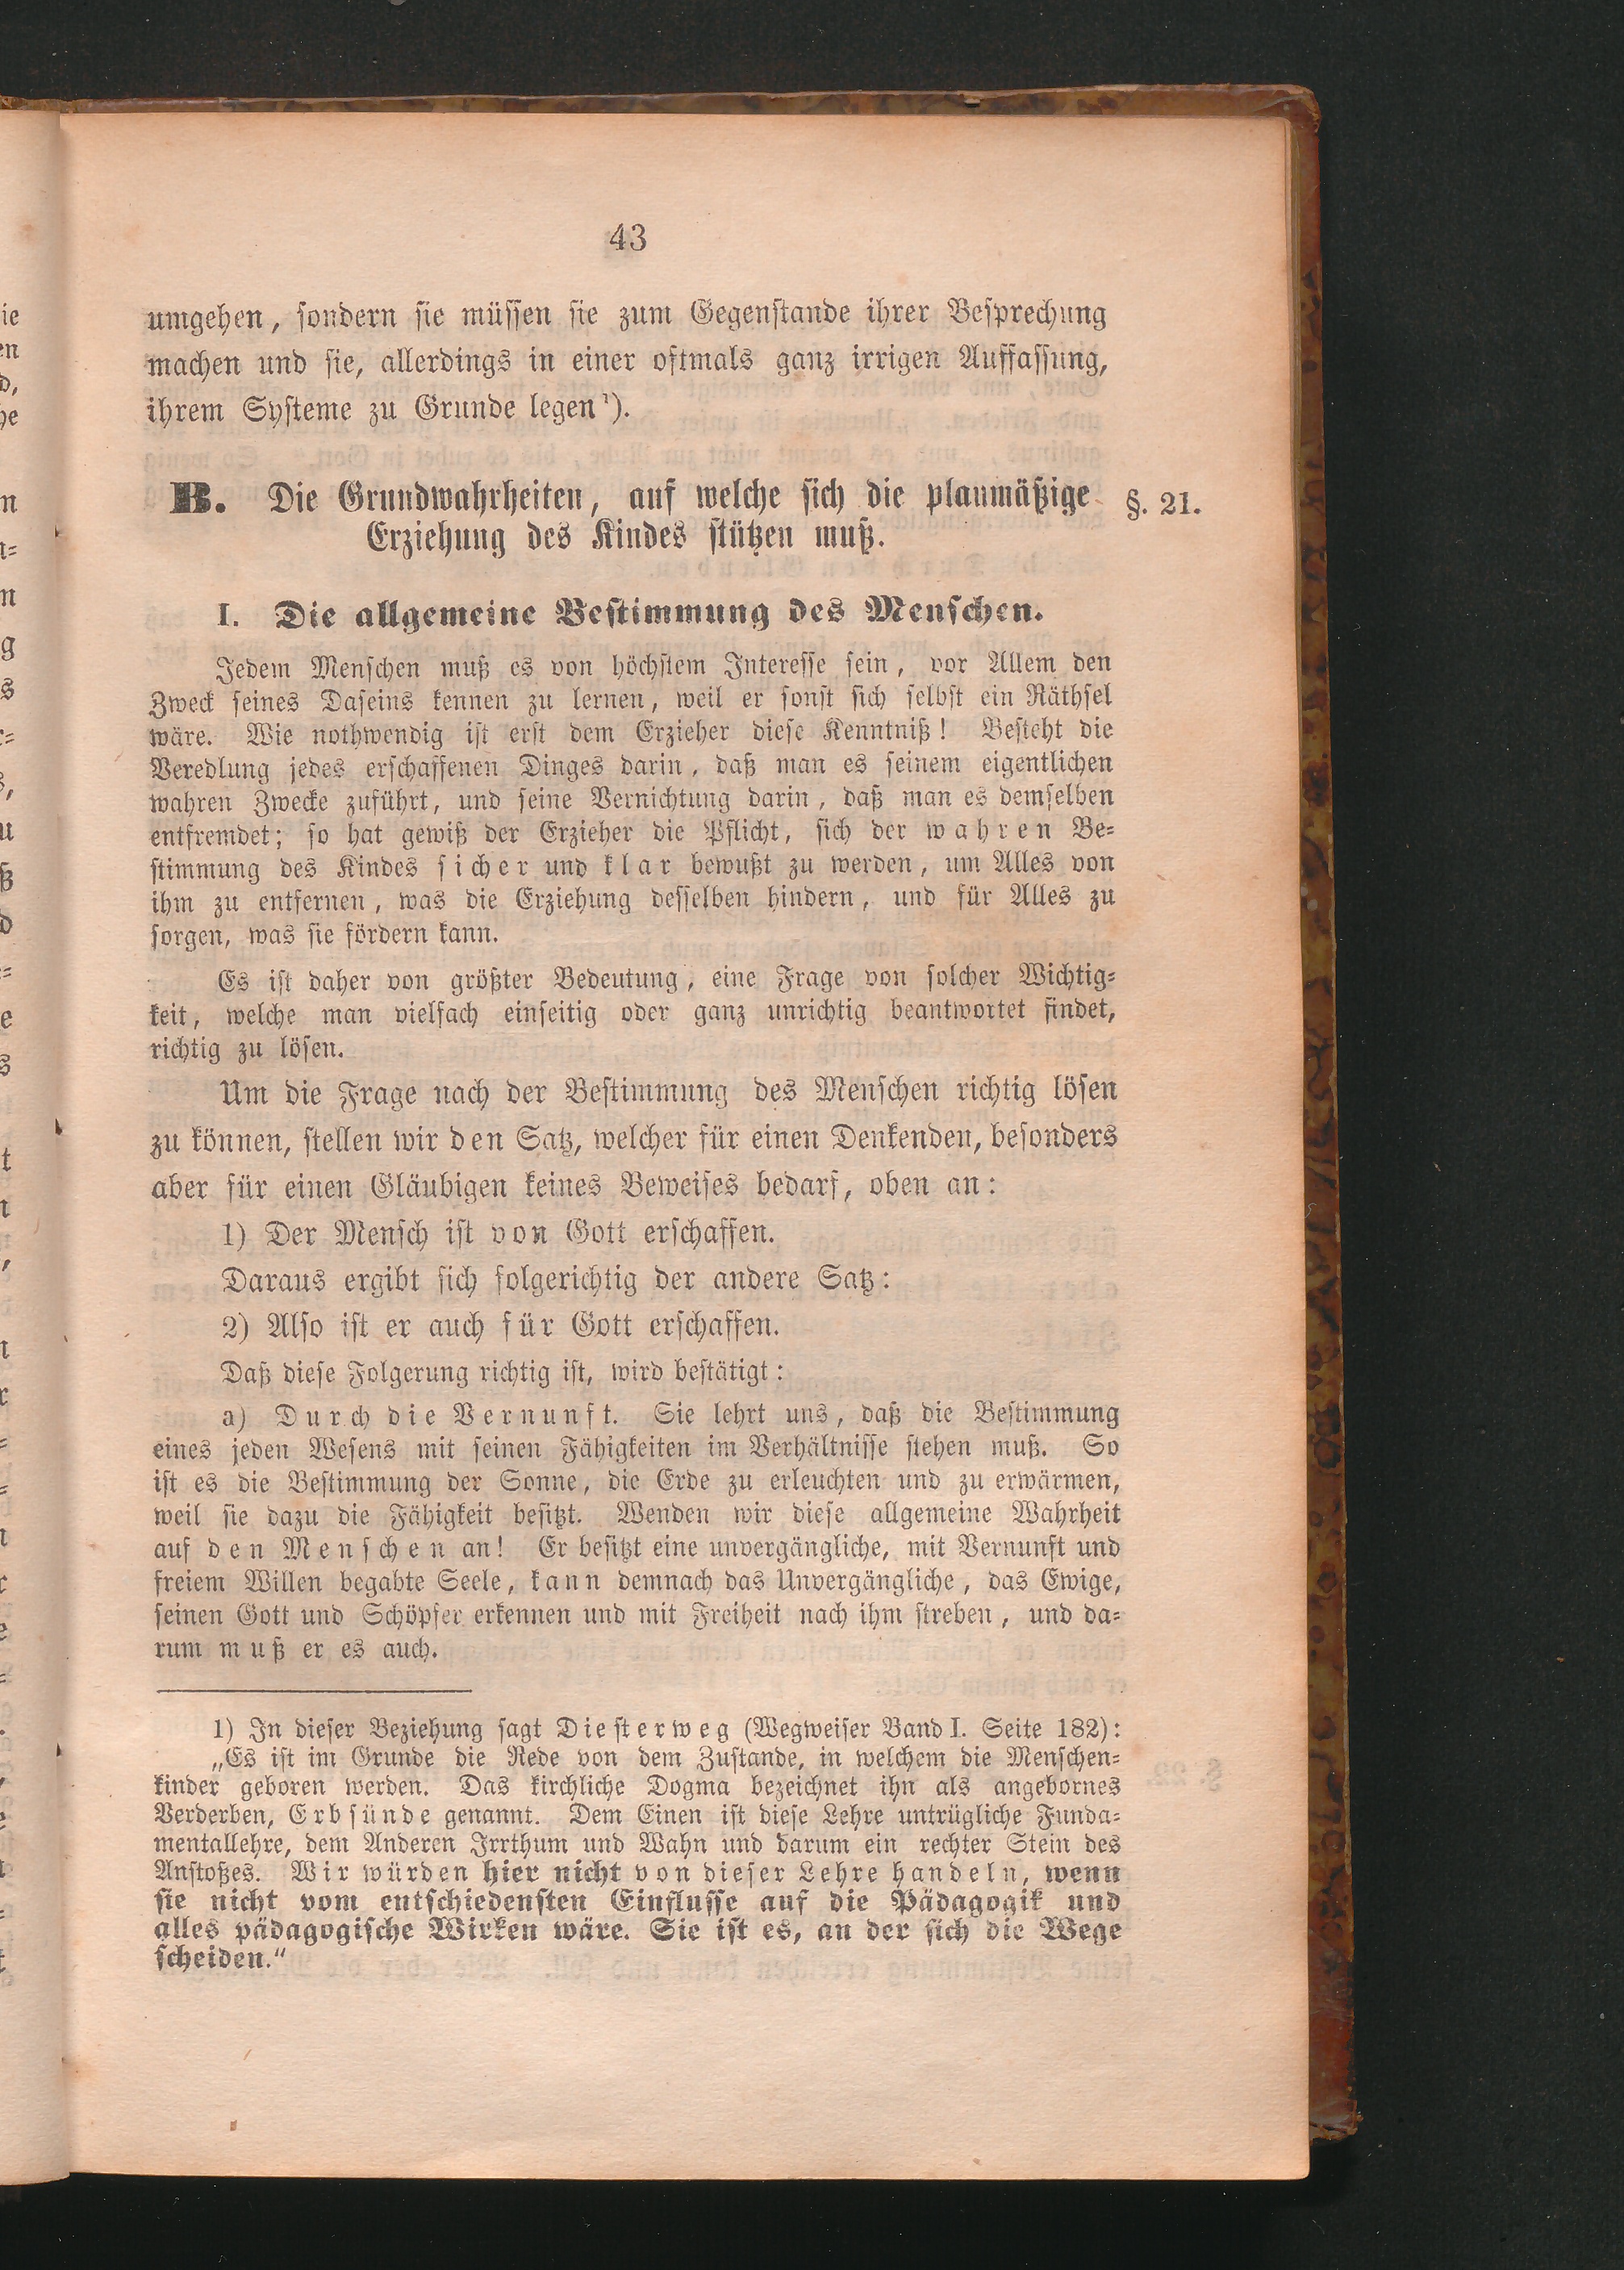 43
umgehen, sondern sie müssen sie zum Gegenstande ihrer Besprechung
machen und sie, allerdings in einer oftmals ganz irrigen Auffassung,
ihrem Systeme zu Grunde legen¹).
B. Die Grundwahrheiten, auf welche sich die planmäßige §. 21.
Erziehung des Kindes stützen muß.
I. Die allgemeine Bestimmung des Menschen.
Jedem Menschen muß es von höchstem Interesse sein, vor Allem den
Zweck seines Daseins kennen zu lernen, weil er sonst sich selbst ein Räthsel
wäre. Wie nothwendig ist erst dem Erzieher diese Kenntniß! Besteht die
Veredlung jedes erschaffenen Dinges darin, daß man es seinem eigentlichen
wahren Zwecke zuführt, und seine Vernichtung darin, daß man es demselben
entfremdet; so hat gewiß der Erzieher die Pflicht, sich der wahren Be-
stimmung des Kindes sicher und klar bewußt zu werden, um Alles von
ihm zu entfernen, was die Erziehung desselben hindern, und für Alles zu
sorgen, was sie fördern kann.
Es ist daher von größter Bedeutung, eine Frage von solcher Wichtig-
keit, welche man vielfach einseitig oder ganz unrichtig beantwortet findet,
richtig zu lösen.
Um die Frage nach der Bestimmung des Menschen richtig lösen
zu können, stellen wir den Satz, welcher für einen Denkenden, besonders
aber für einen Gläubigen keines Beweises bedarf, oben an:
1) Der Mensch ist von Gott erschaffen.
Daraus ergibt sich folgerichtig der andere Satz:
2) Also ist er auch für Gott erschaffen.
Daß diese Folgerung richtig ist, wird bestätigt:
a) Durch die Vernunft. Sie lehrt uns, daß die Bestimmung
eines jeden Wesens mit seinen Fähigkeiten im Verhältnisse stehen muß. So
ist es die Bestimmung der Sonne, die Erde zu erleuchten und zu erwärmen,
weil sie dazu die Fähigkeit besitzt. Wenden wir diese allgemeine Wahrheit
auf den Menschen an! Er besitzt eine unvergängliche, mit Vernunft und
freiem Willen begabte Seele, kann demnach das Unvergängliche, das Ewige,
seinen Gott und Schöpfer erkennen und mit Freiheit nach ihm streben, und da-
rum muß er es auch.
1) In dieser Beziehung sagt Diesterweg (Wegweiser Band I. Seite 182):
„Es ist im Grunde die Rede von dem Zustande, in welchem die Menschen-
kinder geboren werden. Das kirchliche Dogma bezeichnet ihn als angebornes
Verderben, Erbsünde genannt. Dem Einen ist diese Lehre untrügliche Funda-
mentallehre, dem Anderen Irrthum und Wahn und darum ein rechter Stein des
Anstoßes. Wir würden hier nicht von dieser Lehre handeln, wenn
sie nicht vom entschiedensten Einflusse auf die Pädagogik und
alles pädagogische Wirken wäre. Sie ist es, an der sich die Wege
scheiden.“